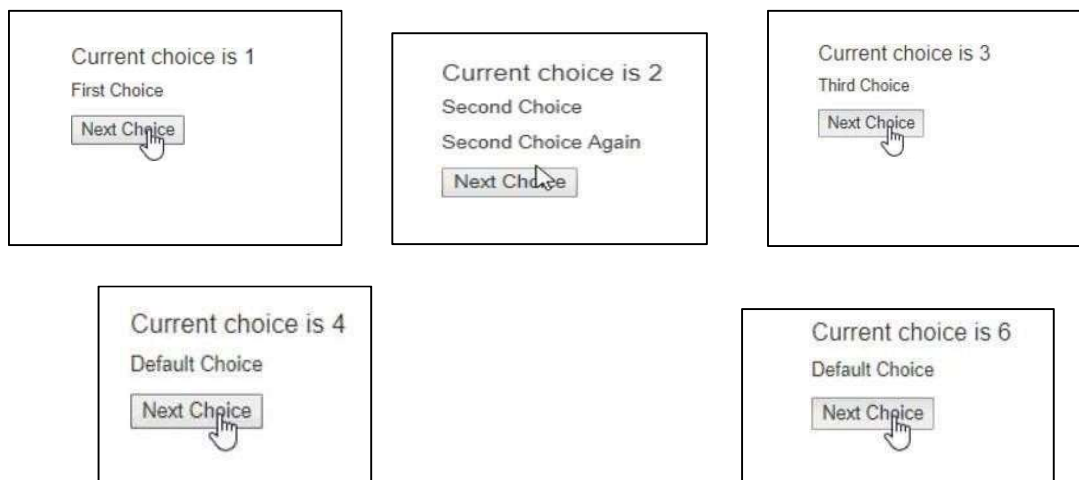 Current choice is 1
First Choice
Next Choice
Current choice is 2
Second Choice
Second Choice Again
Next Choice
Current choice is 3
Third Choice
Next Choice
Current choice is 4
Default Choice
Next Choice
Current choice is 6
Default Choice
Next Choice